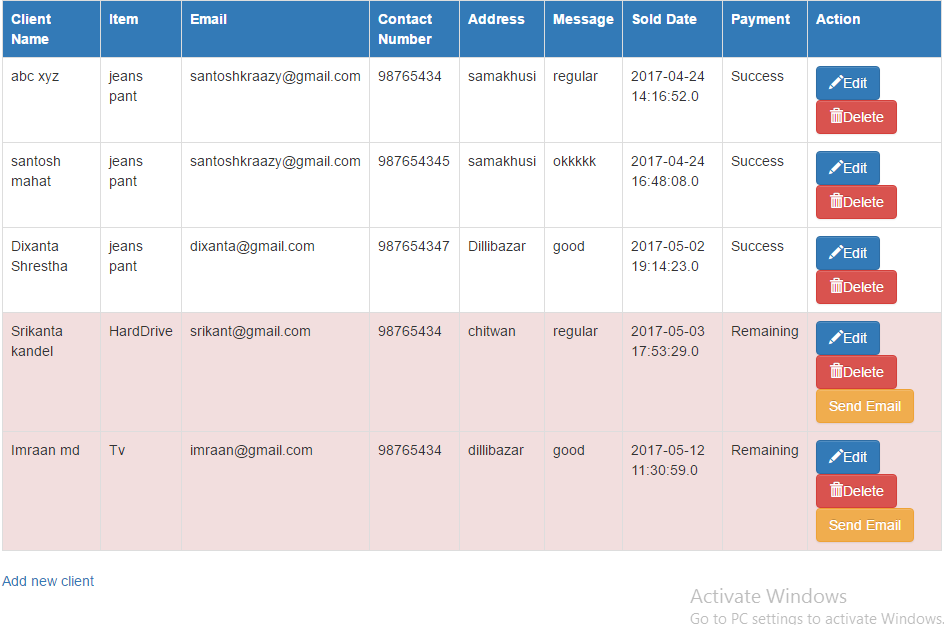 Client Name Item Email Contact Number Address Message Sold Date Payment Action
abc xyz jeans pant santoshkraazy@gmail.com 98765434 samakhusi regular 2017-04-24 14:16:52.0 Success Edit Delete
santosh mahat jeans pant santoshkraazy@gmail.com 987654345 samakhusi okkkkk 2017-04-24 16:48:08.0 Success Edit Delete
Dixanta Shrestha jeans pant dixanta@gmail.com 987654347 Dillibazar good 2017-05-02 19:14:23.0 Success Edit Delete
Srikanta kandel HardDrive srikant@gmail.com 98765434 chitwan regular 2017-05-03 17:53:29.0 Remaining Edit Delete Send Email
Imraan md Tv imraan@gmail.com 98765434 dillibazar good 2017-05-12 11:30:59.0 Remaining Edit Delete Send Email
Add new client
Activate Windows
Go to PC settings to activate Windows.